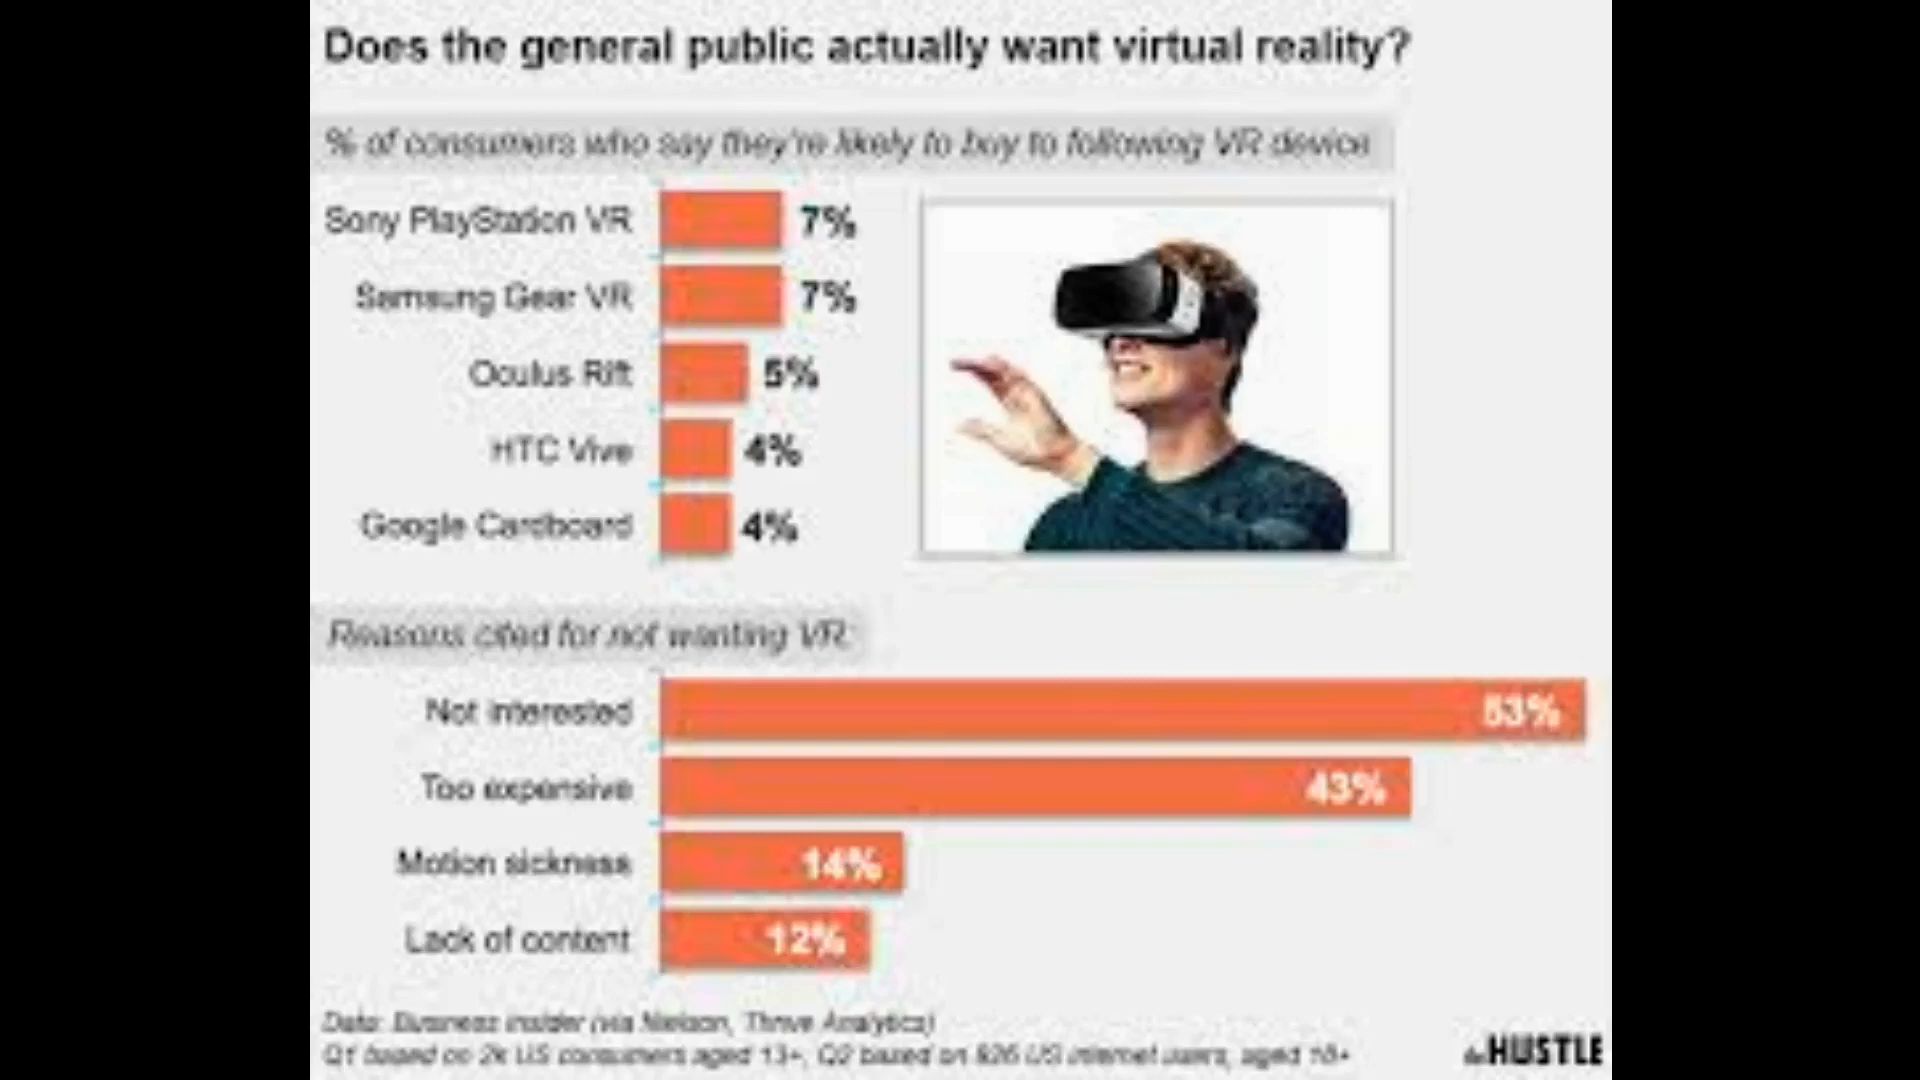 Does the general public actually want virtual reality?
% of consumers who say they're likely to buy to following VR device
Sony PlayStation VR 7%
Samsung Gear VR 7%
Oculus Rift 5%
HTC Vive 4%
Google Cardboard 4%
Reasons cited for not wanting VR:
Not interested 53%
Too expensive 43%
Motion sickness 14%
Lack of content 12%
Data: Business Insider (via Nielson, Thrive Analytics)
Q1 based on 2k US consumers aged 13+, Q2 based on US internet users, aged 18+
the HUSTLE